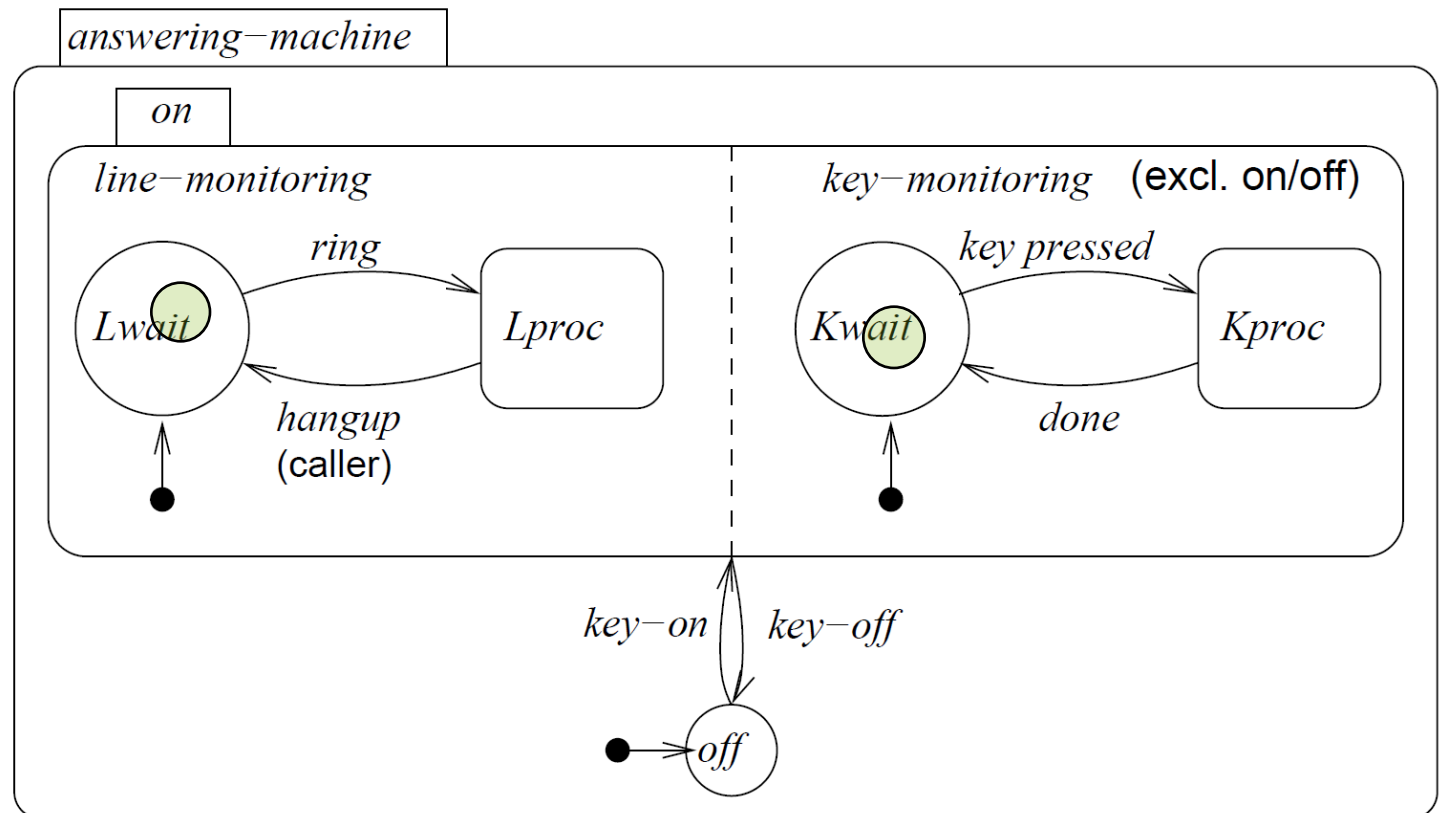 answering−machine
on
line−monitoring
key−monitoring (excl. on/off)
ring
key pressed
Lwait
Lproc
Kwait
Kproc
hangup
(caller)
done
key−on
key−off
off